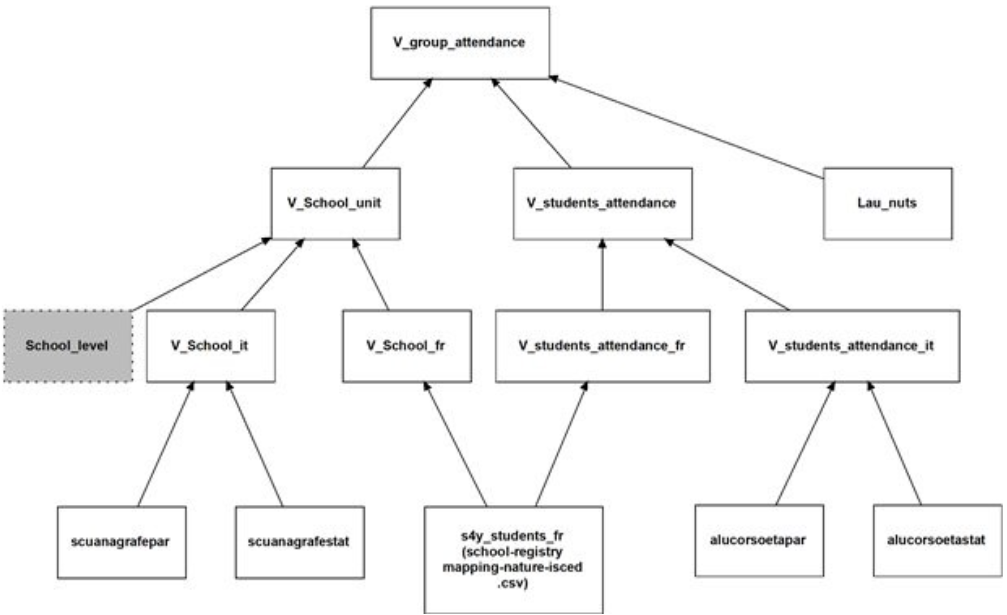 V_group_attendance
V_School_unit
V_students_attendance
Lau_nuts
School_level
V_School_it
V_School_fr
V_students_attendance_fr
V_students_attendance_it
scuanagrafepar
scuanagrafestat
s4y_students_fr
(school-registry
mapping-nature-isced
.csv)
alucorsoetapar
alucorsoetastat